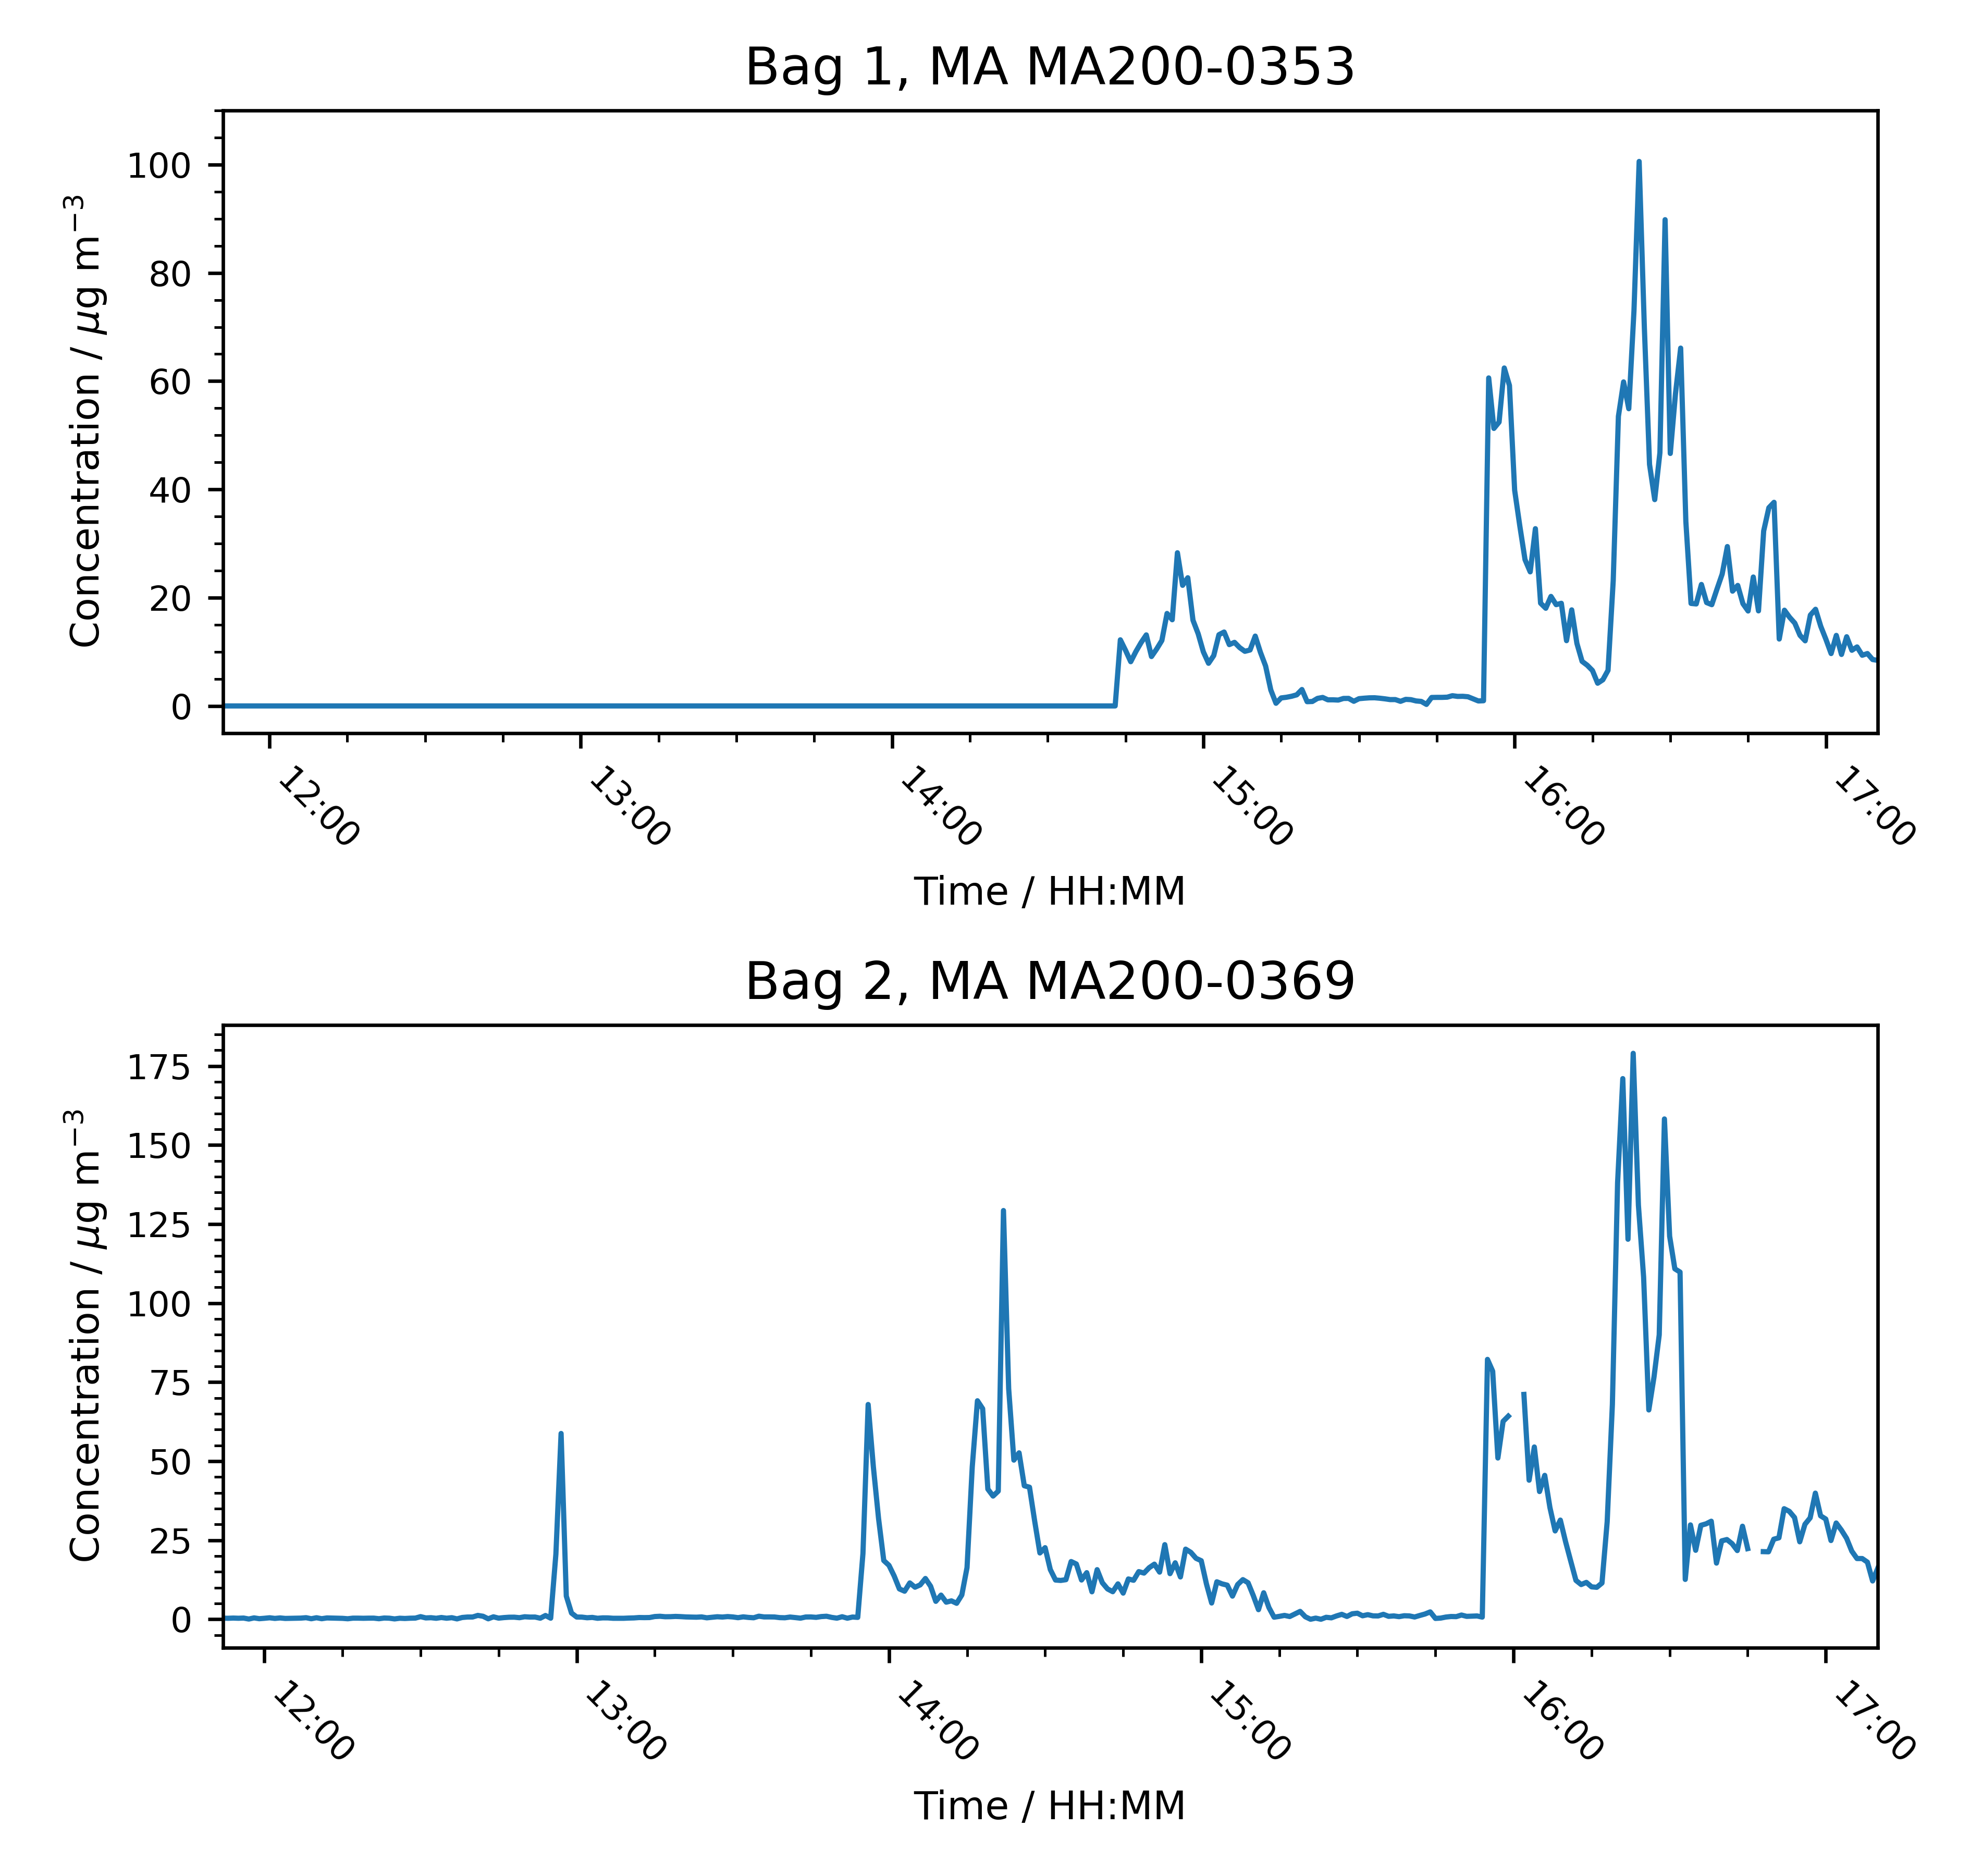 Bag 1, MA MA200-0353
Concentration / μg m⁻³
100
80
60
40
20
0
12:00 13:00 14:00 15:00 16:00 17:00
Time / HH:MM
Bag 2, MA MA200-0369
Concentration / μg m⁻³
175
150
125
100
75
50
25
0
12:00 13:00 14:00 15:00 16:00 17:00
Time / HH:MM